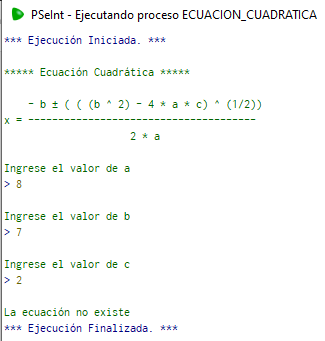 PSeInt - Ejecutando proceso ECUACION_CUADRATICA
*** Ejecución Iniciada. ***
***** Ecuación Cuadrática *****
- b ± ( ( (b ^ 2) - 4 * a * c) ^ (1/2))
x = ------------------------------------
2 * a
Ingrese el valor de a
> 8
Ingrese el valor de b
> 7
Ingrese el valor de c
> 2
La ecuación no existe
*** Ejecución Finalizada. ***